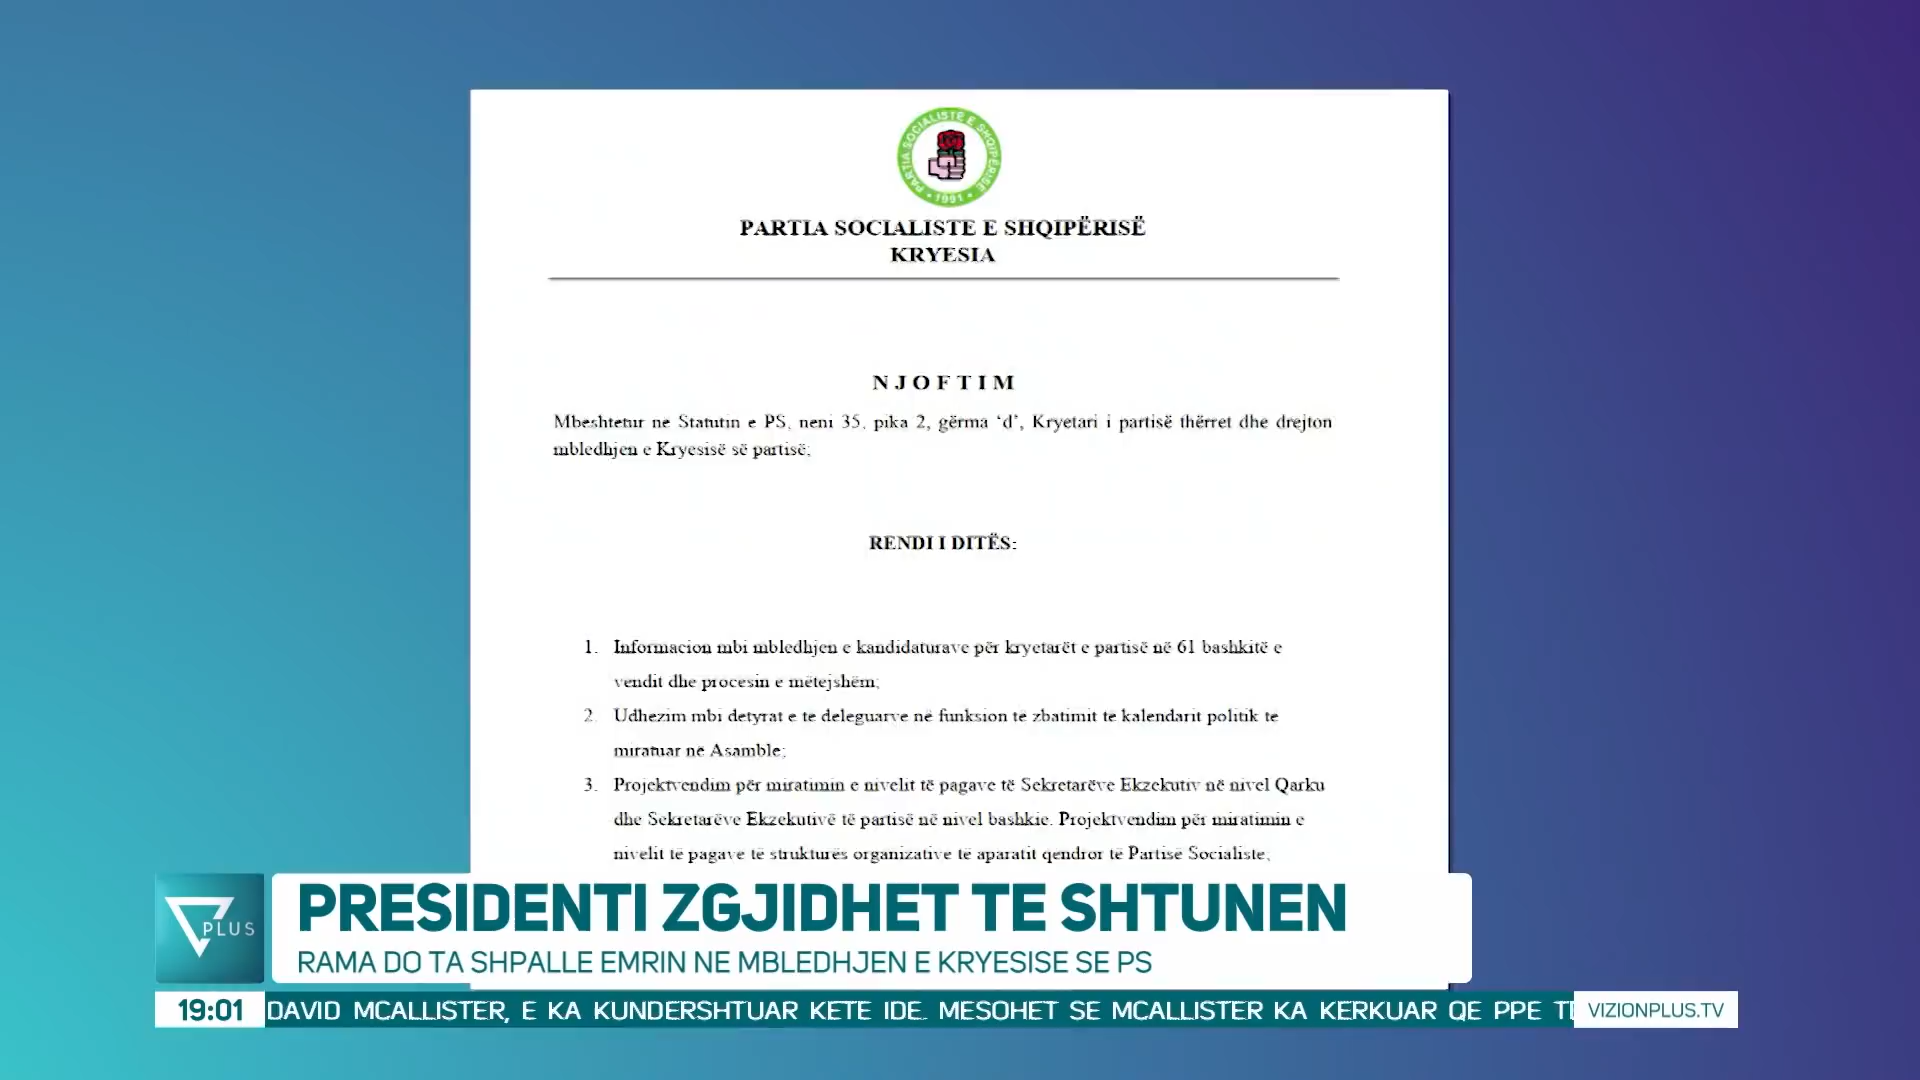 PARTIA SOCIALISTE E SHQIPËRISË
1991
PARTIA SOCIALISTE E SHQIPËRISË
KRYESIA
N J O F T I M
Mbeshtetur ne Statutin e PS, neni 35, pika 2, gërma ‘d’, Kryetari i partisë thërret dhe drejton
mbledhjen e Kryesisë së partisë;
RENDI I DITËS:
1. Informacion mbi mbledhjen e kandidaturave për kryetarët e partisë në 61 bashkitë e
vendit dhe procesin e mëtejshëm;
2. Udhezim mbi detyrat e te deleguarve në funksion të zbatimit te kalendarit politik te
miratuar ne Asamble;
3. Projektvendim për miratimin e nivelit të pagave të Sekretarëve Ekzekutiv në nivel Qarku
dhe Sekretarëve Ekzekutivë të partisë në nivel bashkie. Projektvendim për miratimin e
nivelit të pagave të strukturës organizative të aparatit qendror të Partisë Socialiste;
PLUS
PRESIDENTI ZGJIDHET TE SHTUNEN
RAMA DO TA SHPALLE EMRIN NE MBLEDHJEN E KRYESISE SE PS
19:01 DAVID MCALLISTER, E KA KUNDERSHTUAR KETE IDE. MESOHET SE MCALLISTER KA KERKUAR QE PPE VIZIONPLUS.TV